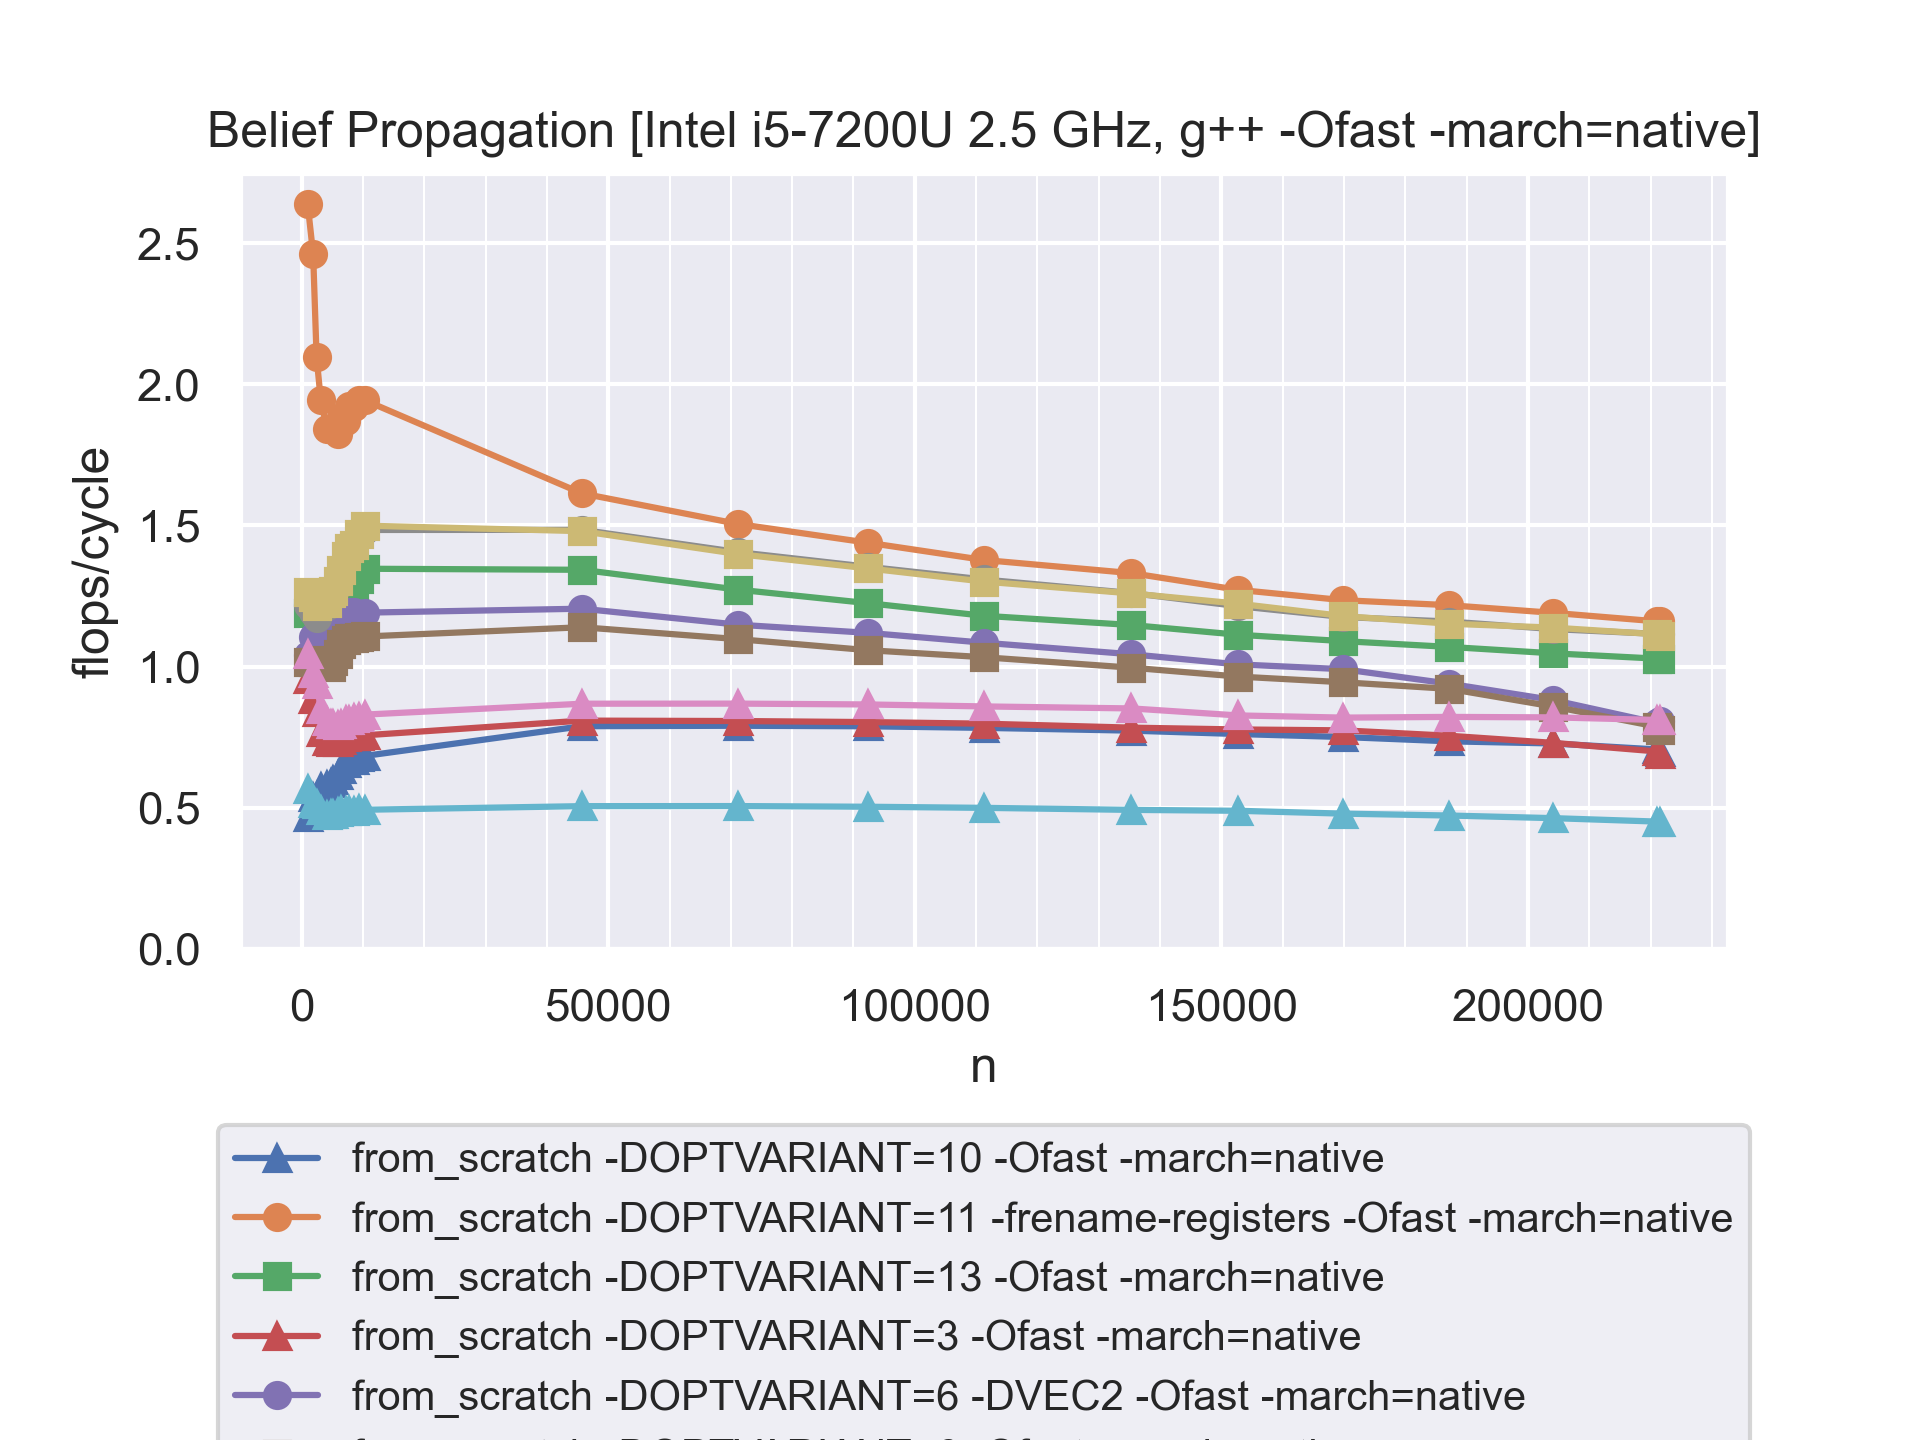 Belief Propagation [Intel i5-7200U 2.5 GHz, g++ -Ofast -march=native]
2.5
2.0
1.5
1.0
0.5
0.0
flops/cycle
0 50000 100000 150000 200000
n
from_scratch -DOPTVARIANT=10 -Ofast -march=native
from_scratch -DOPTVARIANT=11 -frename-registers -Ofast -march=native
from_scratch -DOPTVARIANT=13 -Ofast -march=native
from_scratch -DOPTVARIANT=3 -Ofast -march=native
from_scratch -DOPTVARIANT=6 -DVEC2 -Ofast -march=native